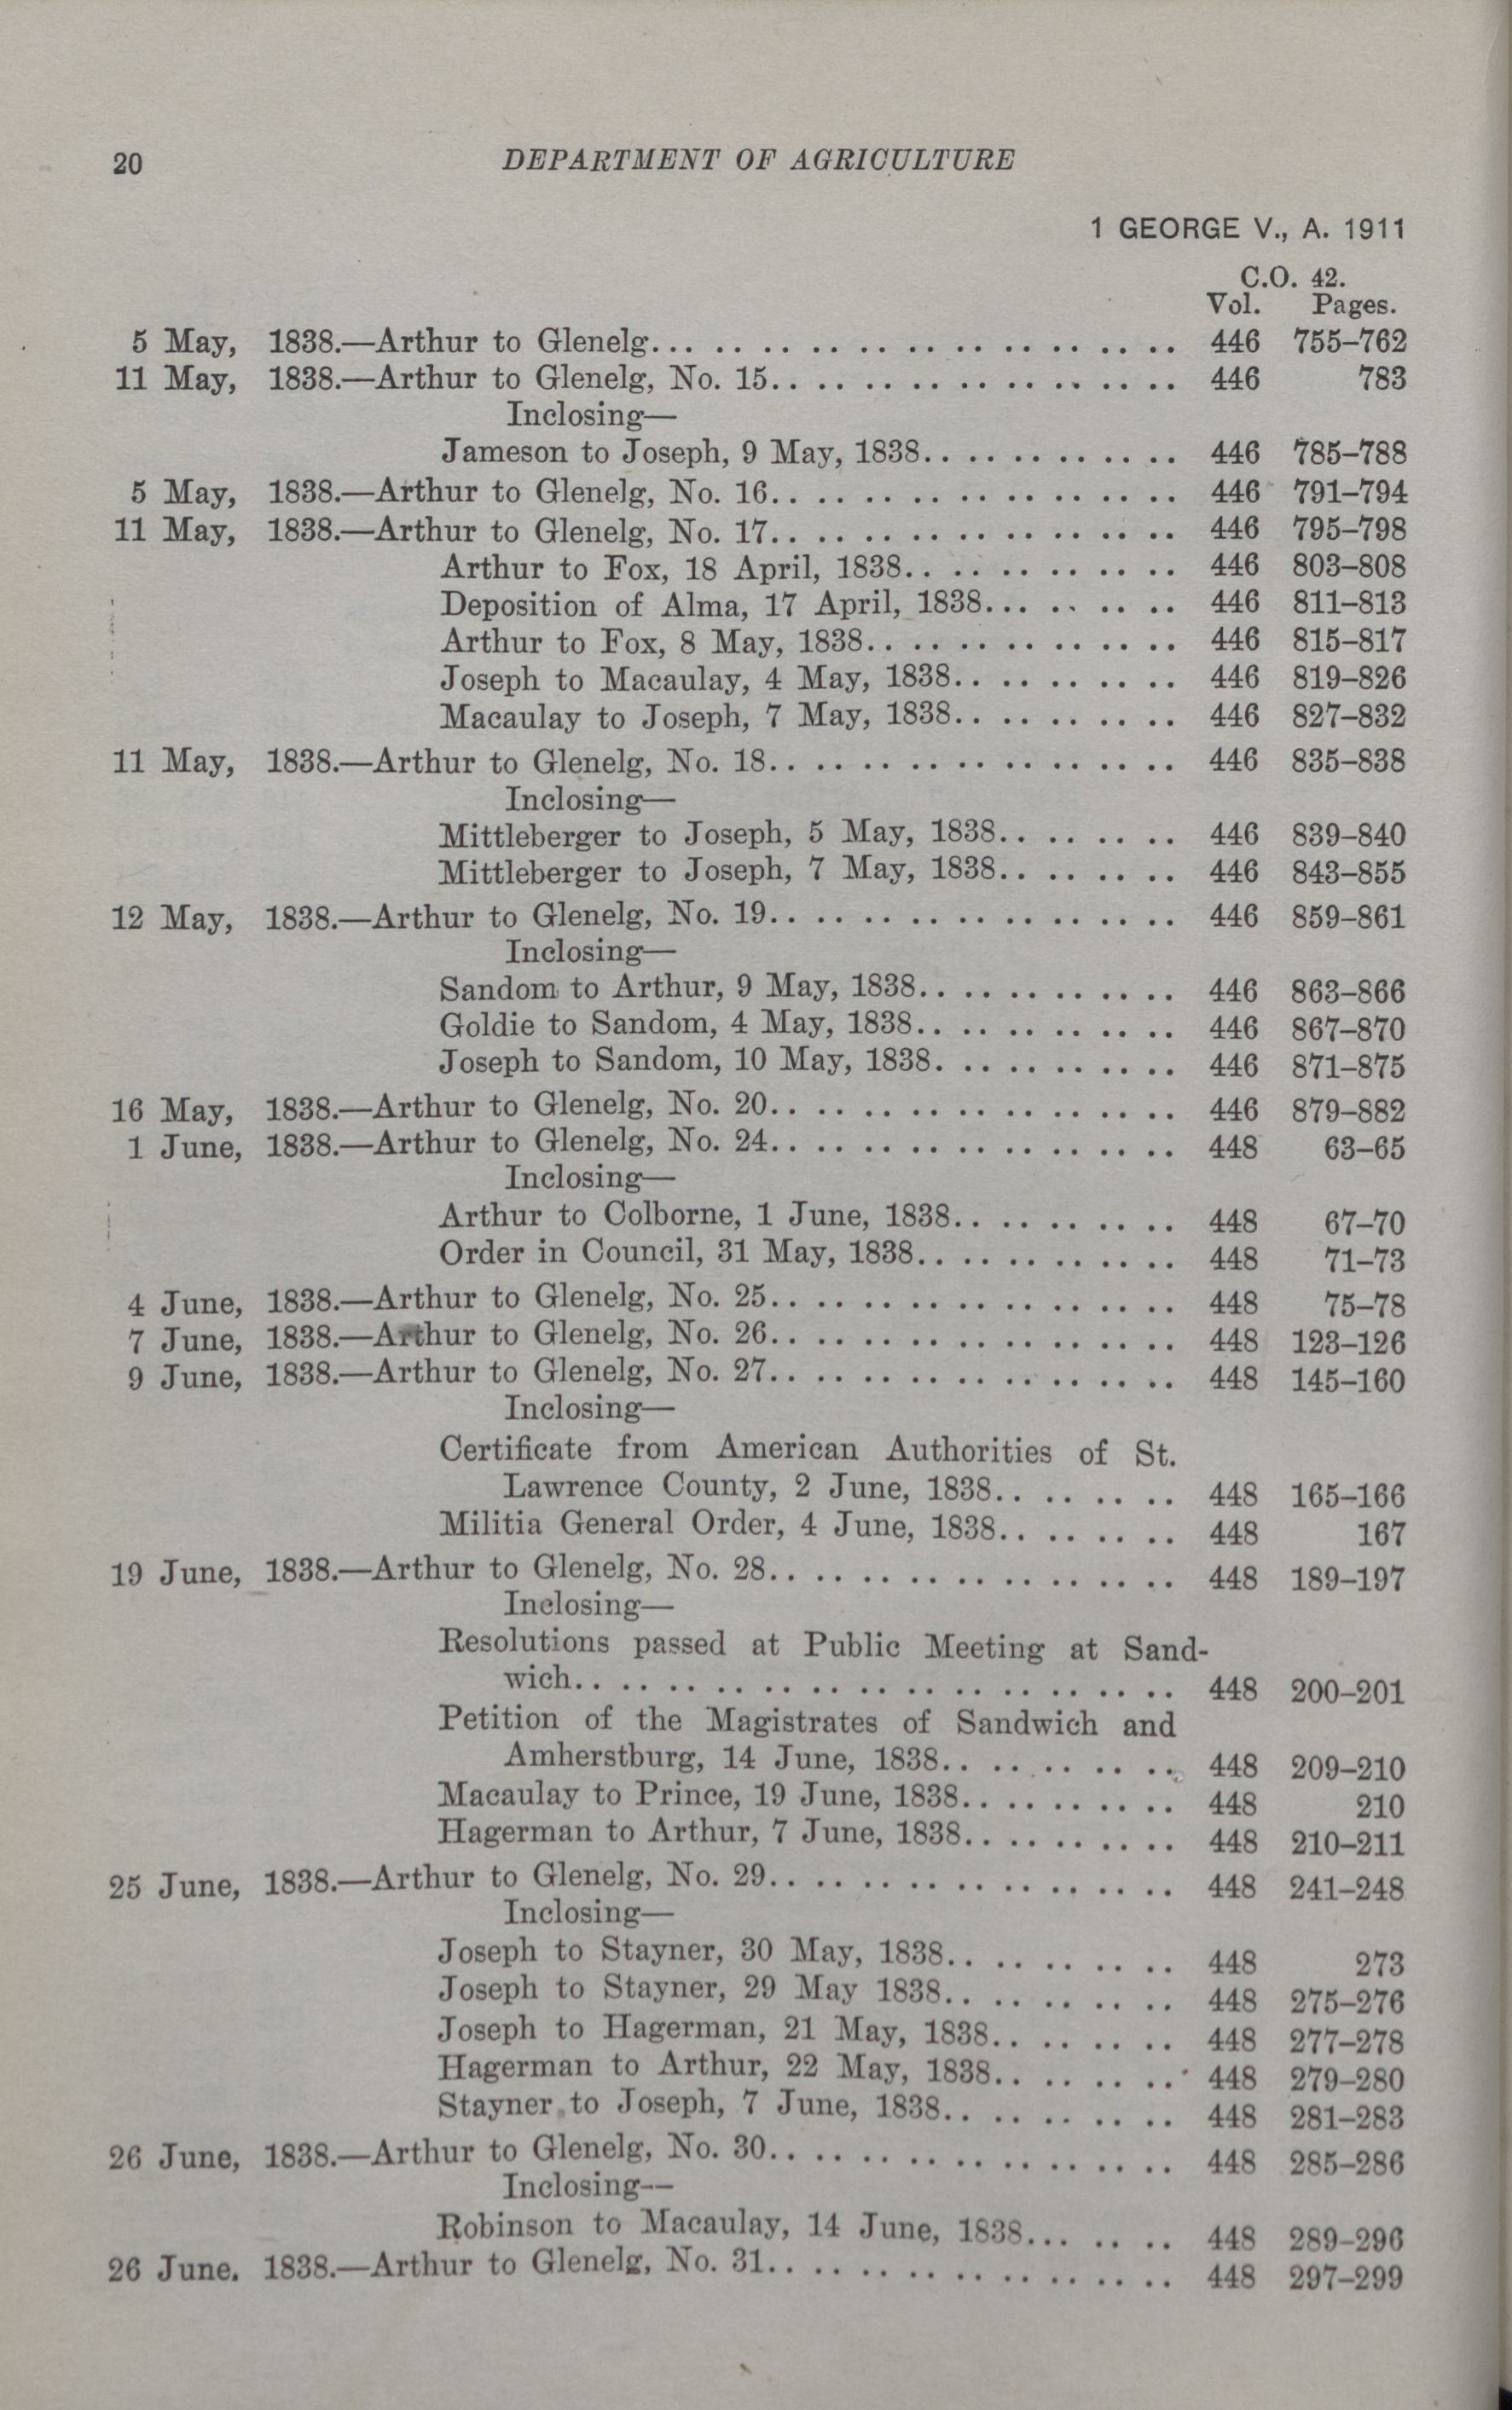 20 DEPARTMENT OF AGRICULTURE
1 GEORGE V., A. 1911
C.O. 42.
Vol. Pages.
5 May, 1838.—Arthur to Glenelg... .. .. .. .. .. .. .. .. .. .. 446 755–762
11 May, 1838.—Arthur to Glenelg, No. 15.. .. .. .. .. .. .. .. .. 446 783
Inclosing—
Jameson to Joseph, 9 May, 1838.. .. .. .. .. .. 446 785–788
5 May, 1838.—Arthur to Glenelg, No. 16.. .. .. .. .. .. .. .. .. 446 791–794
11 May, 1838.—Arthur to Glenelg, No. 17.. .. .. .. .. .. .. .. .. 446 795–798
Arthur to Fox, 18 April, 1838.. .. .. .. .. .. 446 803–808
Deposition of Alma, 17 April, 1838... .. .. .. 446 811–813
Arthur to Fox, 8 May, 1838.. .. .. .. .. .. .. 446 815–817
Joseph to Macaulay, 4 May, 1838.. .. .. .. .. 446 819–826
Macaulay to Joseph, 7 May, 1838.. .. .. .. .. 446 827–832
11 May, 1838.—Arthur to Glenelg, No. 18.. .. .. .. .. .. .. .. .. 446 835–838
Inclosing—
Mittleberger to Joseph, 5 May, 1838.. .. .. .. 446 839–840
Mittleberger to Joseph, 7 May, 1838.. .. .. .. 446 843–855
12 May, 1838.—Arthur to Glenelg, No. 19.. .. .. .. .. .. .. .. .. 446 859–861
Inclosing—
Sandom to Arthur, 9 May, 1838.. .. .. .. .. .. 446 863–866
Goldie to Sandom, 4 May, 1838.. .. .. .. .. .. 446 867–870
Joseph to Sandom, 10 May, 1838. .. .. .. .. .. 446 871–875
16 May, 1838.—Arthur to Glenelg, No. 20.. .. .. .. .. .. .. .. .. 446 879–882
1 June, 1838.—Arthur to Glenelg, No. 24.. .. .. .. .. .. .. .. .. 448 63–65
Inclosing—
Arthur to Colborne, 1 June, 1838.. .. .. .. .. 448 67–70
Order in Council, 31 May, 1838.. .. .. .. .. .. 448 71–73
4 June, 1838.—Arthur to Glenelg, No. 25.. .. .. .. .. .. .. .. .. 448 75–78
7 June, 1838.—Arthur to Glenelg, No. 26.. .. .. .. .. .. .. .. .. 448 123–126
9 June, 1838.—Arthur to Glenelg, No. 27.. .. .. .. .. .. .. .. .. 448 145–160
Inclosing—
Certificate from American Authorities of St.
Lawrence County, 2 June, 1838.. .. .. .. 448 165–166
Militia General Order, 4 June, 1838.. .. .. .. 448 167
19 June, 1838.—Arthur to Glenelg, No. 28.. .. .. .. .. .. .. .. .. 448 189–197
Inclosing—
Resolutions passed at Public Meeting at Sand-
wich.. .. .. .. .. .. .. .. .. .. .. .. .. 448 200–201
Petition of the Magistrates of Sandwich and
Amherstburg, 14 June, 1838.. .. .. .. .. 448 209–210
Macaulay to Prince, 19 June, 1838.. .. .. .. .. 448 210
Hagerman to Arthur, 7 June, 1838.. .. .. .. .. 448 210–211
25 June, 1838.—Arthur to Glenelg, No. 29.. .. .. .. .. .. .. .. .. 448 241–248
Inclosing—
Joseph to Stayner, 30 May, 1838.. .. .. .. .. 448 273
Joseph to Stayner, 29 May 1838.. .. .. .. .. 448 275–276
Joseph to Hagerman, 21 May, 1838.. .. .. .. 448 277–278
Hagerman to Arthur, 22 May, 1838.. .. .. .. 448 279–280
Stayner to Joseph, 7 June, 1838.. .. .. .. .. 448 281–283
26 June, 1838.—Arthur to Glenelg, No. 30.. .. .. .. .. .. .. .. .. 448 285–286
Inclosing—
Robinson to Macaulay, 14 June, 1838... .. .. 448 289–296
26 June. 1838.—Arthur to Glenelg, No. 31.. .. .. .. .. .. .. .. .. 448 297–299